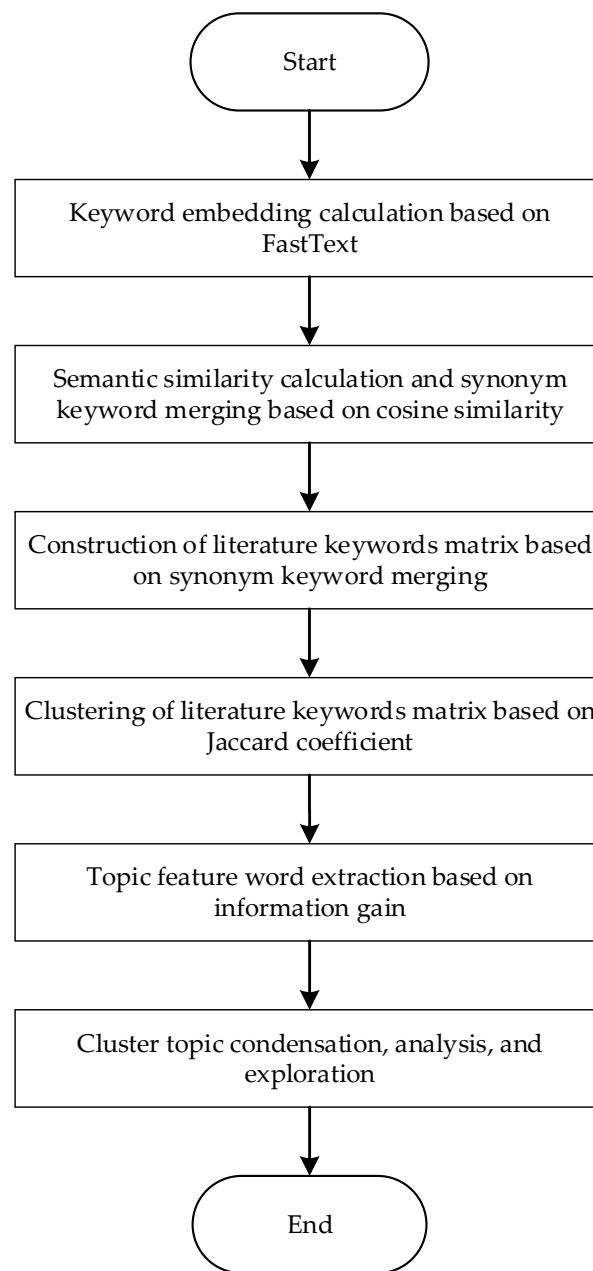 Start
Keyword embedding calculation based on
FastText
Semantic similarity calculation and synonym
keyword merging based on cosine similarity
Construction of literature keywords matrix based
on synonym keyword merging
Clustering of literature keywords matrix based on
Jaccard coefficient
Topic feature word extraction based on
information gain
Cluster topic condensation, analysis, and
exploration
End